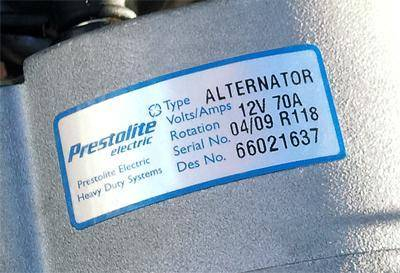 Prestolite
electric
Prestolite Electric
Heavy Duty Systems
Type ALTERNATOR
Volts/Amps 12V 70A
Rotation
Serial No. 04/09 R118
Des No. 66021637